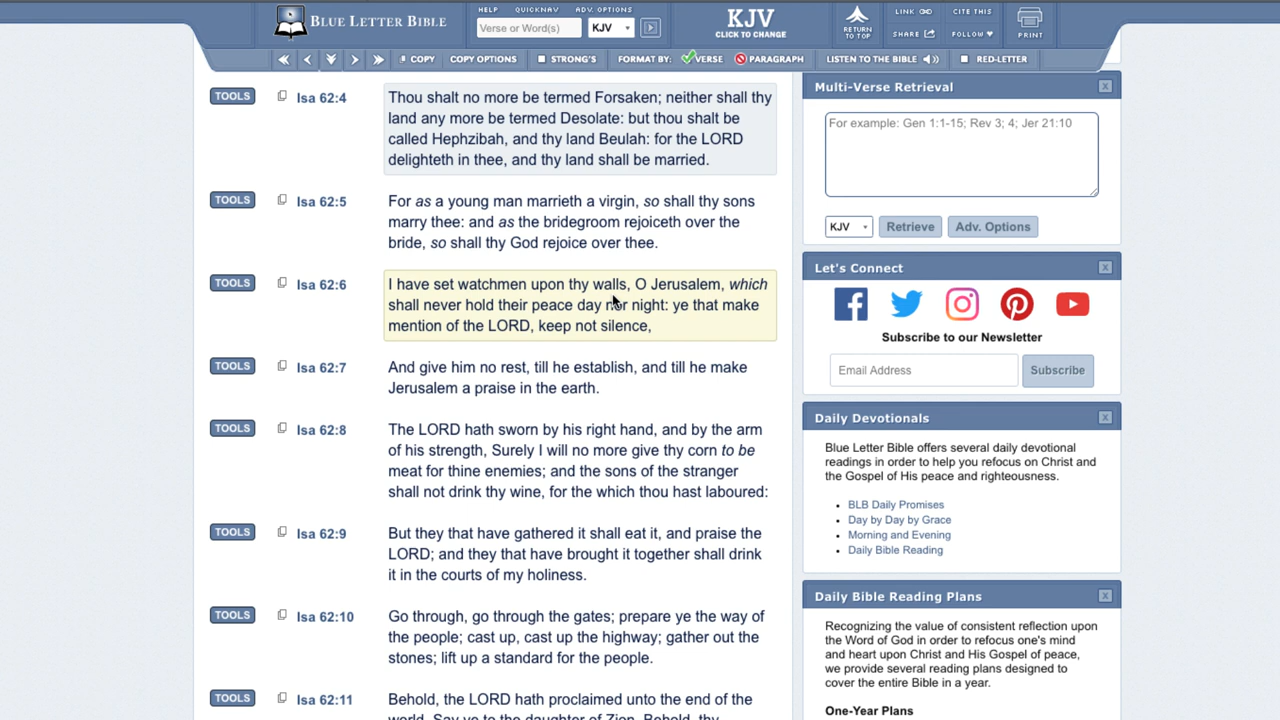 BLUE LETTER BIBLE
HELP QUICKNAV ADV. OPTIONS
Verse or Word(s) KJV
KJV
CLICK TO CHANGE
RETURN
TO TOP
LINK CITE THIS
SHARE FOLLOW
PRINT
COPY COPY OPTIONS STRONG'S FORMAT BY: VERSE PARAGRAPH LISTEN TO THE BIBLE RED-LETTER
TOOLS Isa 62:4
Thou shalt no more be termed Forsaken; neither shall thy
land any more be termed Desolate: but thou shalt be
called Hephzibah, and thy land Beulah: for the LORD
delighteth in thee, and thy land shall be married.
TOOLS Isa 62:5
For as a young man marrieth a virgin, so shall thy sons
marry thee: and as the bridegroom rejoiceth over the
bride, so shall thy God rejoice over thee.
TOOLS Isa 62:6
I have set watchmen upon thy walls, O Jerusalem, which
shall never hold their peace day nor night: ye that make
mention of the LORD, keep not silence,
TOOLS Isa 62:7
And give him no rest, till he establish, and till he make
Jerusalem a praise in the earth.
TOOLS Isa 62:8
The LORD hath sworn by his right hand, and by the arm
of his strength, Surely I will no more give thy corn to be
meat for thine enemies; and the sons of the stranger
shall not drink thy wine, for the which thou hast laboured:
TOOLS Isa 62:9
But they that have gathered it shall eat it, and praise the
LORD; and they that have brought it together shall drink
it in the courts of my holiness.
TOOLS Isa 62:10
Go through, go through the gates; prepare ye the way of
the people; cast up, cast up the highway; gather out the
stones; lift up a standard for the people.
TOOLS Isa 62:11
Behold, the LORD hath proclaimed unto the end of the
world, Say ye to the daughter of Zion, Behold, thy
Multi-Verse Retrieval X
For example: Gen 1:1-15; Rev 3; 4; Jer 21:10
KJV Retrieve Adv. Options
Let's Connect X
Subscribe to our Newsletter
Email Address Subscribe
Daily Devotionals X
Blue Letter Bible offers several daily devotional
readings in order to help you refocus on Christ and
the Gospel of His peace and righteousness.
BLB Daily Promises
Day by Day by Grace
Morning and Evening
Daily Bible Reading
Daily Bible Reading Plans X
Recognizing the value of consistent reflection upon
the Word of God in order to refocus one's mind
and heart upon Christ and His Gospel of peace,
we provide several reading plans designed to
cover the entire Bible in a year.
One-Year Plans